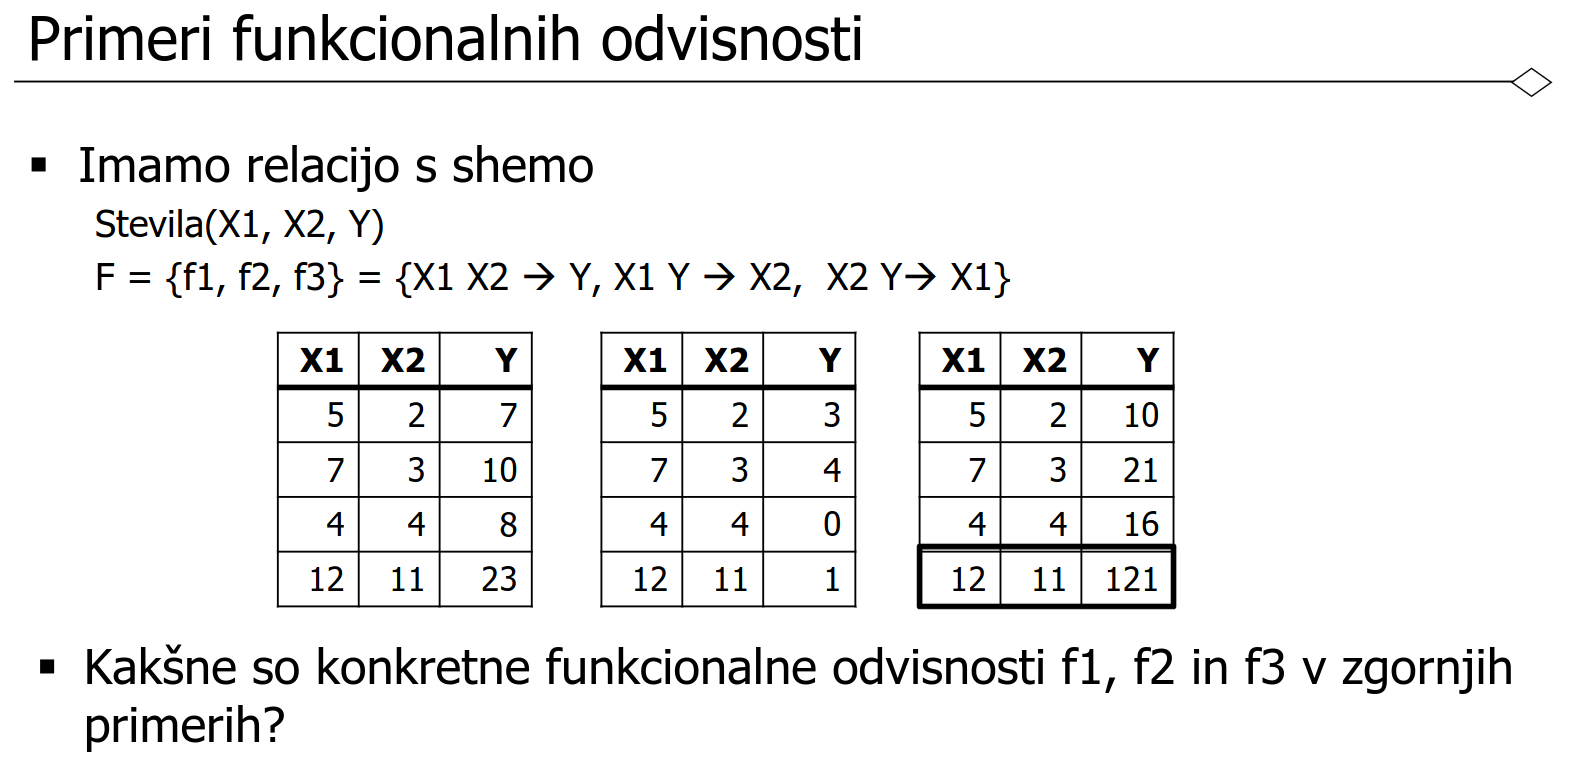 Primeri funkcionalnih odvisnosti
▪ Imamo relacijo s shemo
Stevila(X1, X2, Y)
F = {f1, f2, f3} = {X1 X2 → Y, X1 Y → X2, X2 Y→ X1}
X1 X2 Y
5 2 7
7 3 10
4 4 8
12 11 23
X1 X2 Y
5 2 3
7 3 4
4 4 0
12 11 1
X1 X2 Y
5 2 10
7 3 21
4 4 16
12 11 121
▪ Kakšne so konkretne funkcionalne odvisnosti f1, f2 in f3 v zgornjih
primerih?